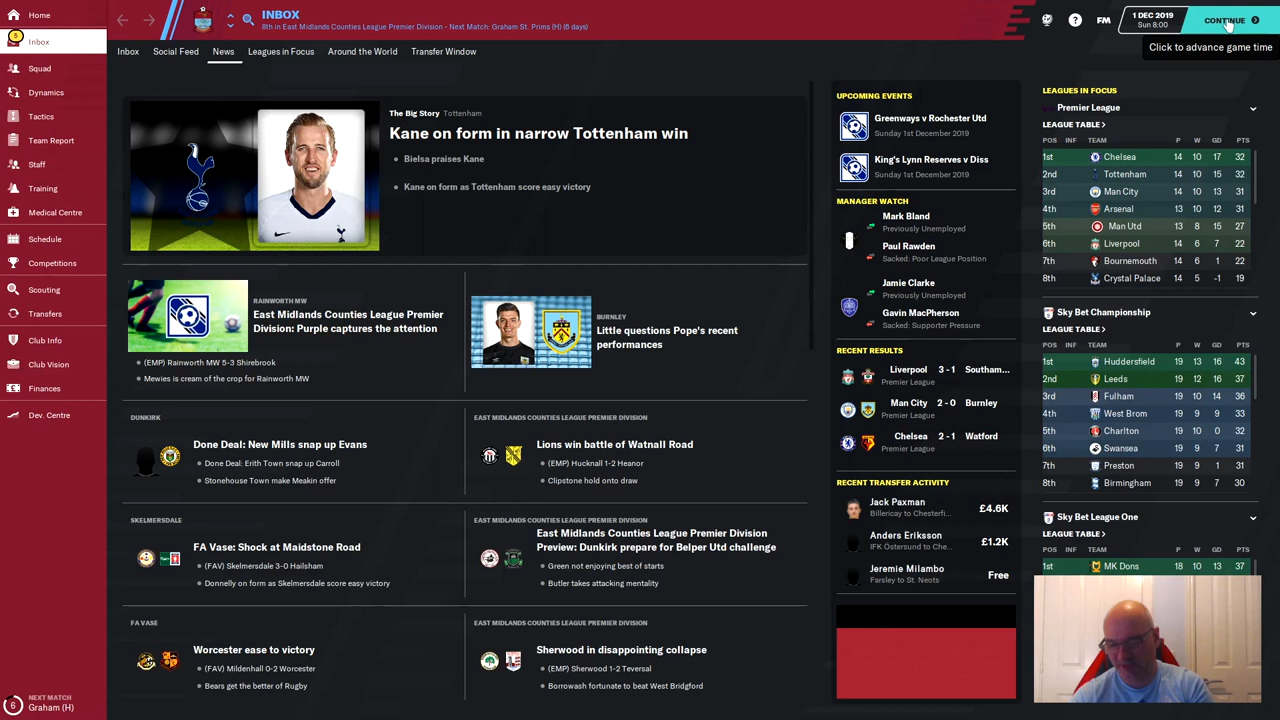 Home
5
Inbox
Squad
Dynamics
Tactics
Team Report
Staff
Training
Medical Centre
Schedule
Competitions
Scouting
Transfers
Club Info
Club Vision
Finances
Dev. Centre
6
NEXT MATCH
Graham (H)
INBOX
8th in East Midlands Counties League Premier Division - Next Match: Graham St. Prims (H) (6 days)
?
FM
1 DEC 2019
Sun 8:00
CONTINUE
Click to advance game time
Inbox
Social Feed
News
Leagues in Focus
Around the World
Transfer Window
The Big Story Tottenham
Kane on form in narrow Tottenham win
Bielsa praises Kane
Kane on form as Tottenham score easy victory
RAINWORTH MW
East Midlands Counties League Premier
Division: Purple captures the attention
(EMP) Rainworth MW 5-3 Shirebrook
Mewies is cream of the crop for Rainworth MW
BURNLEY
Little questions Pope's recent
performances
DUNKIRK
Done Deal: New Mills snap up Evans
Done Deal: Erith Town snap up Carroll
Stonehouse Town make Meakin offer
EAST MIDLANDS COUNTIES LEAGUE PREMIER DIVISION
Lions win battle of Watnall Road
(EMP) Hucknall 1-2 Heanor
Clipstone hold onto draw
SKELMERSDALE
FA Vase: Shock at Maidstone Road
(FAV) Skelmersdale 3-0 Hailsham
Donnelly on form as Skelmersdale score easy victory
EAST MIDLANDS COUNTIES LEAGUE PREMIER DIVISION
East Midlands Counties League Premier Division
Preview: Dunkirk prepare for Belper Utd challenge
Green not enjoying best of starts
Butler takes attacking mentality
FA VASE
Worcester ease to victory
(FAV) Mildenhall 0-2 Worcester
Bears get the better of Rugby
EAST MIDLANDS COUNTIES LEAGUE PREMIER DIVISION
Sherwood in disappointing collapse
(EMP) Sherwood 1-2 Teversal
Borrowash fortunate to beat West Bridgford
UPCOMING EVENTS
Greenways v Rochester Utd
Sunday 1st December 2019
King's Lynn Reserves v Diss
Sunday 1st December 2019
MANAGER WATCH
Mark Bland
Previously Unemployed
Paul Rawden
Sacked: Poor League Position
Jamie Clarke
Previously Unemployed
Gavin MacPherson
Sacked: Supporter Pressure
RECENT RESULTS
Liverpool 3 - 1 Southam...
Premier League
Man City 2 - 0 Burnley
Premier League
Chelsea 2 - 1 Watford
Premier League
RECENT TRANSFER ACTIVITY
Jack Paxman
Billericay to Chesterfi...
£4.6K
Anders Eriksson
IFK Östersund to Che...
£1.2K
Jeremie Milambo
Farsley to St. Neots
Free
LEAGUES IN FOCUS
Premier League
LEAGUE TABLE
POS INF TEAM P W GD PTS
1st Chelsea 14 10 17 32
2nd Tottenham 14 10 15 32
3rd Man City 14 10 13 31
4th Arsenal 13 10 12 31
5th Man Utd 13 8 15 27
6th Liverpool 14 6 7 22
7th Bournemouth 14 6 1 22
8th Crystal Palace 14 5 -1 19
Sky Bet Championship
LEAGUE TABLE
POS INF TEAM P W GD PTS
1st Huddersfield 19 13 16 43
2nd Leeds 19 12 16 37
3rd Fulham 19 10 14 36
4th West Brom 19 9 9 33
5th Charlton 19 10 0 32
6th Swansea 19 9 7 31
7th Preston 19 9 1 31
8th Birmingham 19 9 7 30
Sky Bet League One
LEAGUE TABLE
POS INF TEAM P W GD PTS
1st MK Dons 18 10 13 37